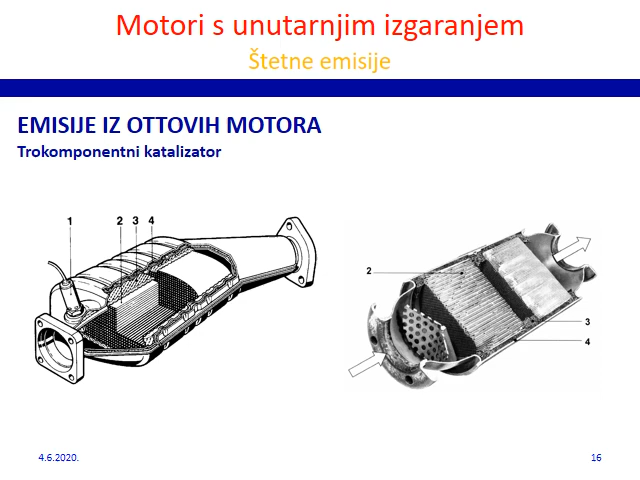 Motori s unutarnjim izgaranjem
Štetne emisije
EMISIJE IZ OTTOVIH MOTORA
Trokomponentni katalizator
1 2 3 4
2
3
4
4.6.2020.
16